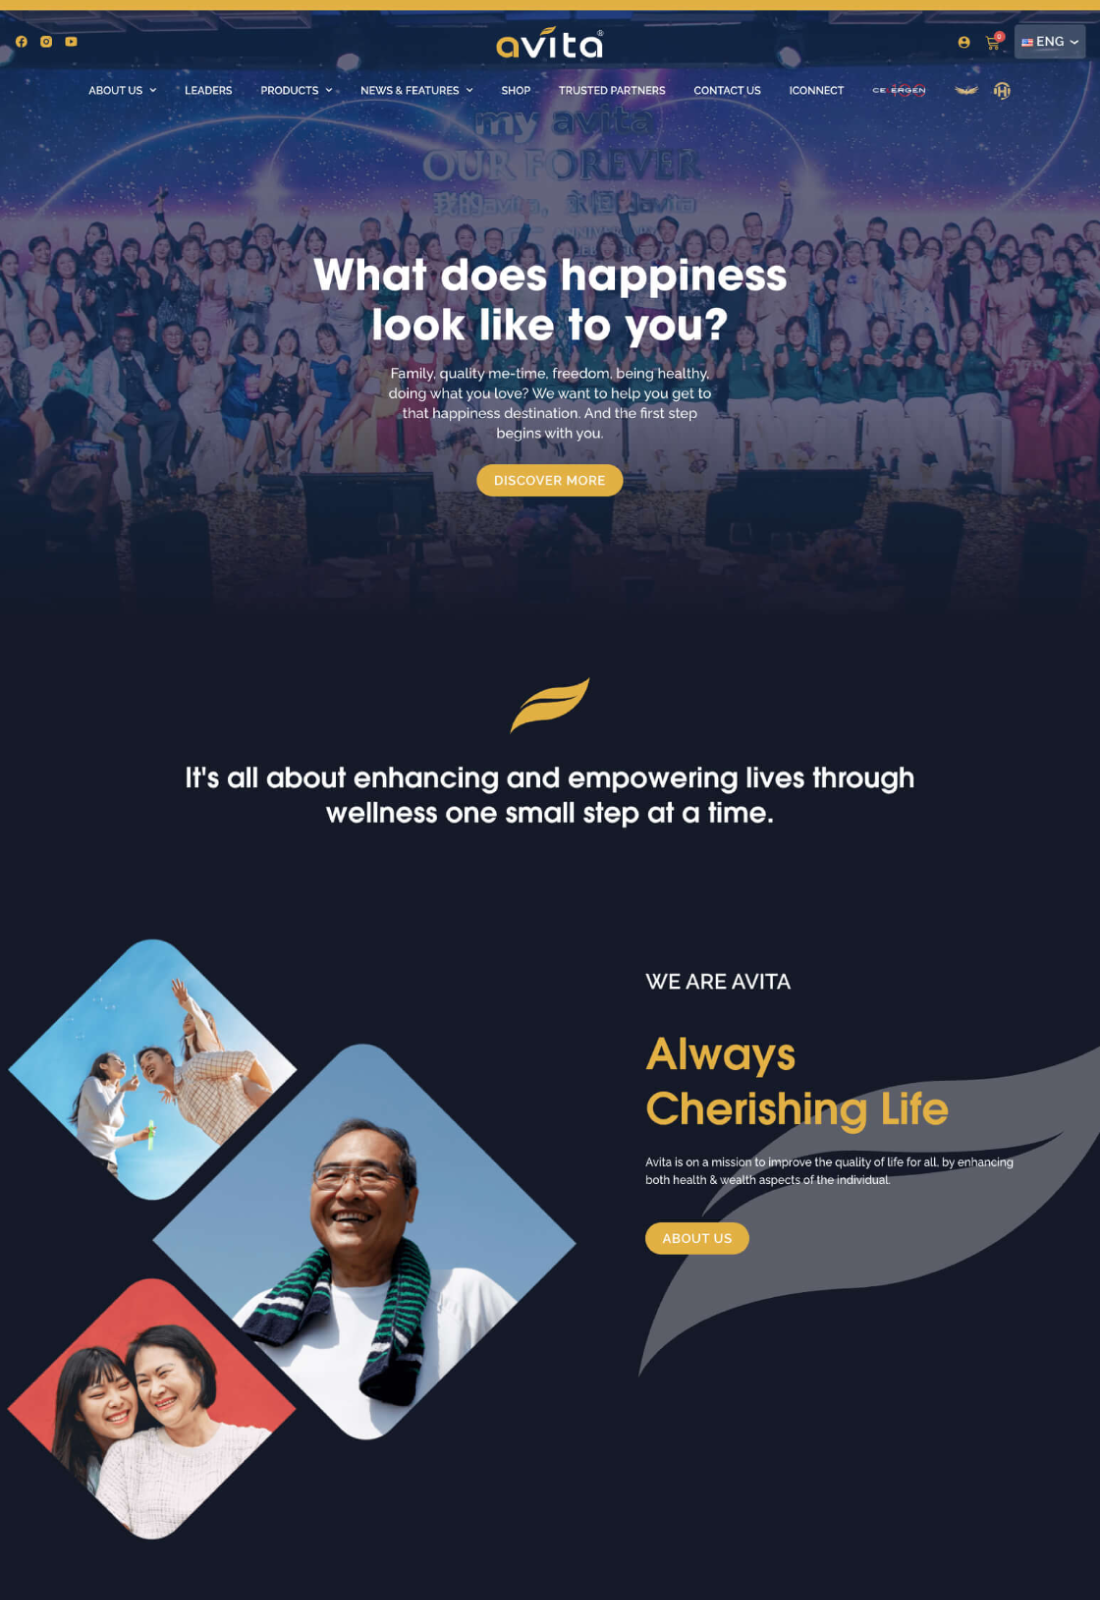 avita®
0
ENG
ABOUT US
LEADERS
PRODUCTS
NEWS & FEATURES
SHOP
TRUSTED PARTNERS
CONTACT US
ICONNECT
my avita
OUR FOREVER
我的avita, 永恒的avita
ANNIVERSARY
What does happiness
look like to you?
Family, quality me-time, freedom, being healthy,
doing what you love? We want to help you get to
that happiness destination. And the first step
begins with you.
DISCOVER MORE
It's all about enhancing and empowering lives through
wellness one small step at a time.
WE ARE AVITA
Always
Cherishing Life
Avita is on a mission to improve the quality of life for all, by enhancing
both health & wealth aspects of the individual.
ABOUT US